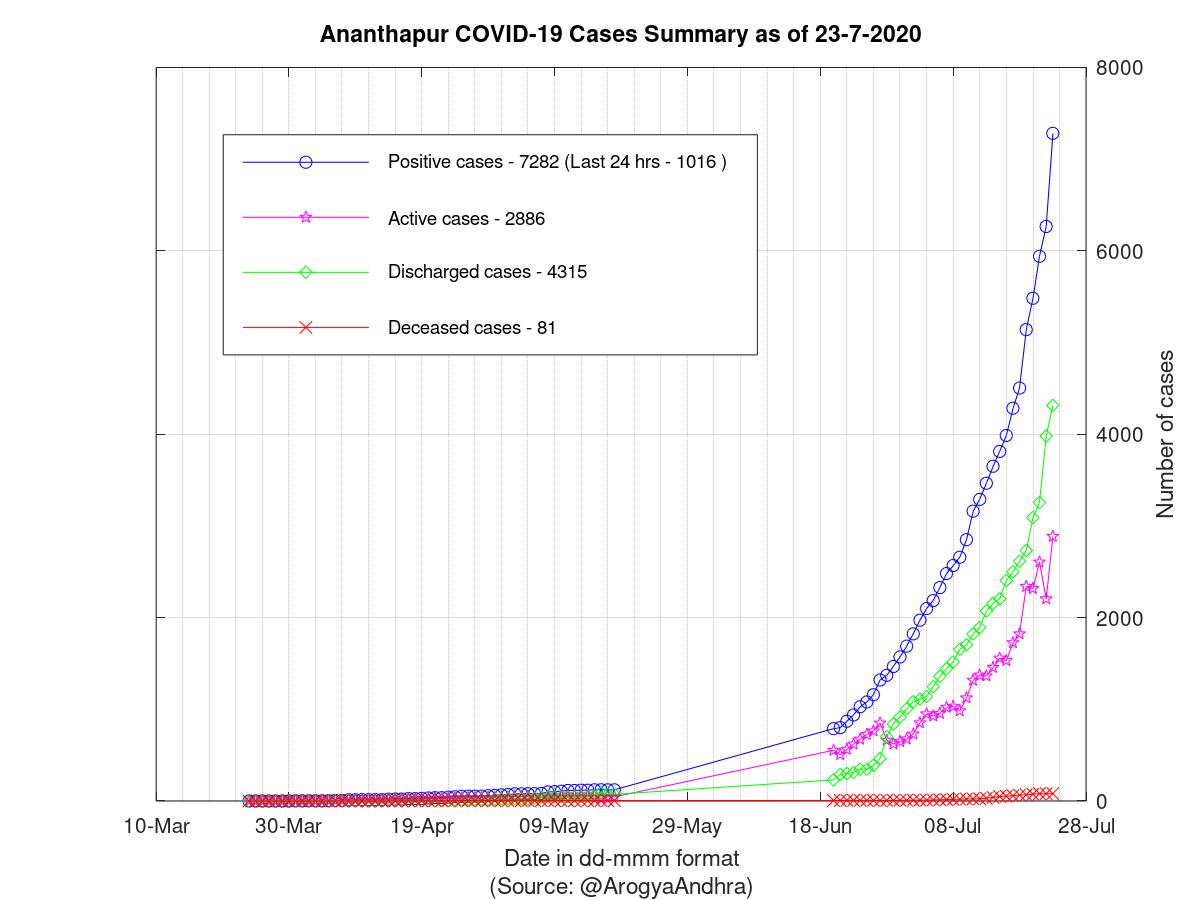 Ananthapur COVID-19 Cases Summary as of 23-7-2020
8000
Positive cases - 7282 (Last 24 hrs - 1016 )
Active cases - 2886
6000
Discharged cases - 4315
Deceased cases - 81
Number of cases
4000
2000
0
10-Mar 30-Mar 19-Apr 09-May 29-May 18-Jun 08-Jul 28-Jul
Date in dd-mmm format
(Source: @ArogyaAndhra)